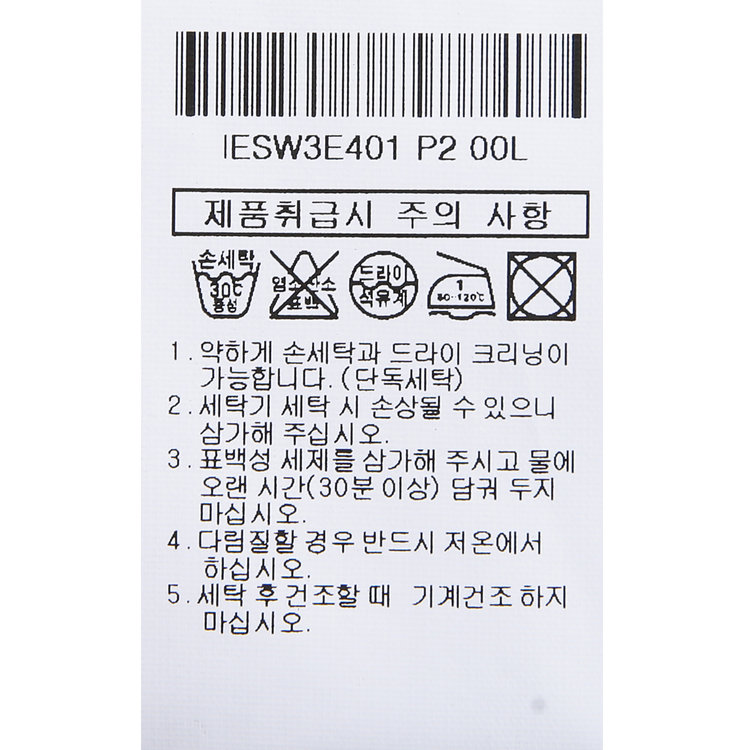 IESW3E401 P2 00L
제품취급시 주의 사항
손세탁
30℃
중성
염소산소
표백
드라이
석유계
1
80-120℃
1.약하게 손세탁과 드라이 크리닝이
가능합니다.(단독세탁)
2.세탁기 세탁 시 손상될 수 있으니
삼가해 주십시오.
3.표백성 세제를 삼가해 주시고 물에
오랜 시간(30분 이상) 담궈 두지
마십시오.
4.다림질할 경우 반드시 저온에서
하십시오.
5.세탁 후 건조할 때 기계건조 하지
마십시오.